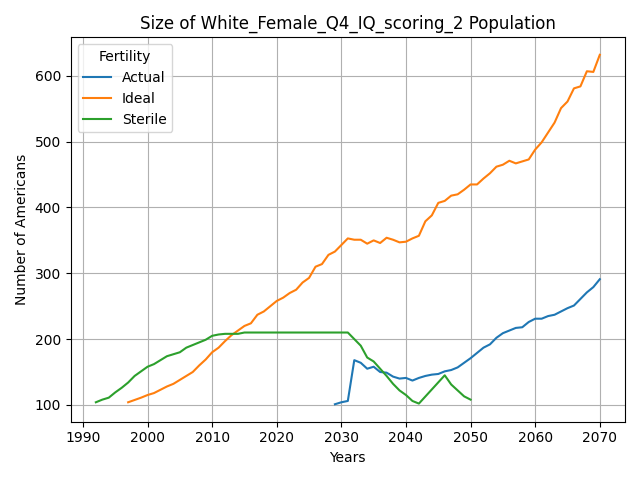 Size of White_Female_Q4_IQ_scoring_2 Population
Fertility
Actual
Ideal
Sterile
Number of Americans
600
500
400
300
200
100
1990 2000 2010 2020 2030 2040 2050 2060 2070
Years